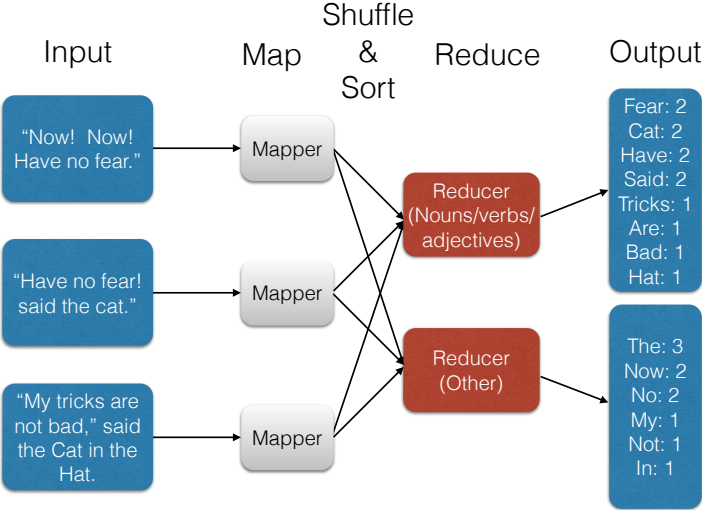 Input
Map
Shuffle
&
Sort
Reduce
Output
“Now!  Now!
Have no fear.”
“Have no fear!
said the cat.”
“My tricks are
not bad,” said
the Cat in the
Hat.
Mapper
Mapper
Mapper
Reducer
(Nouns/verbs/
adjectives)
Reducer
(Other)
Fear: 2
Cat: 2
Have: 2
Said: 2
Tricks: 1
Are: 1
Bad: 1
Hat: 1
The: 3
Now: 2
No: 2
My: 1
Not: 1
In: 1